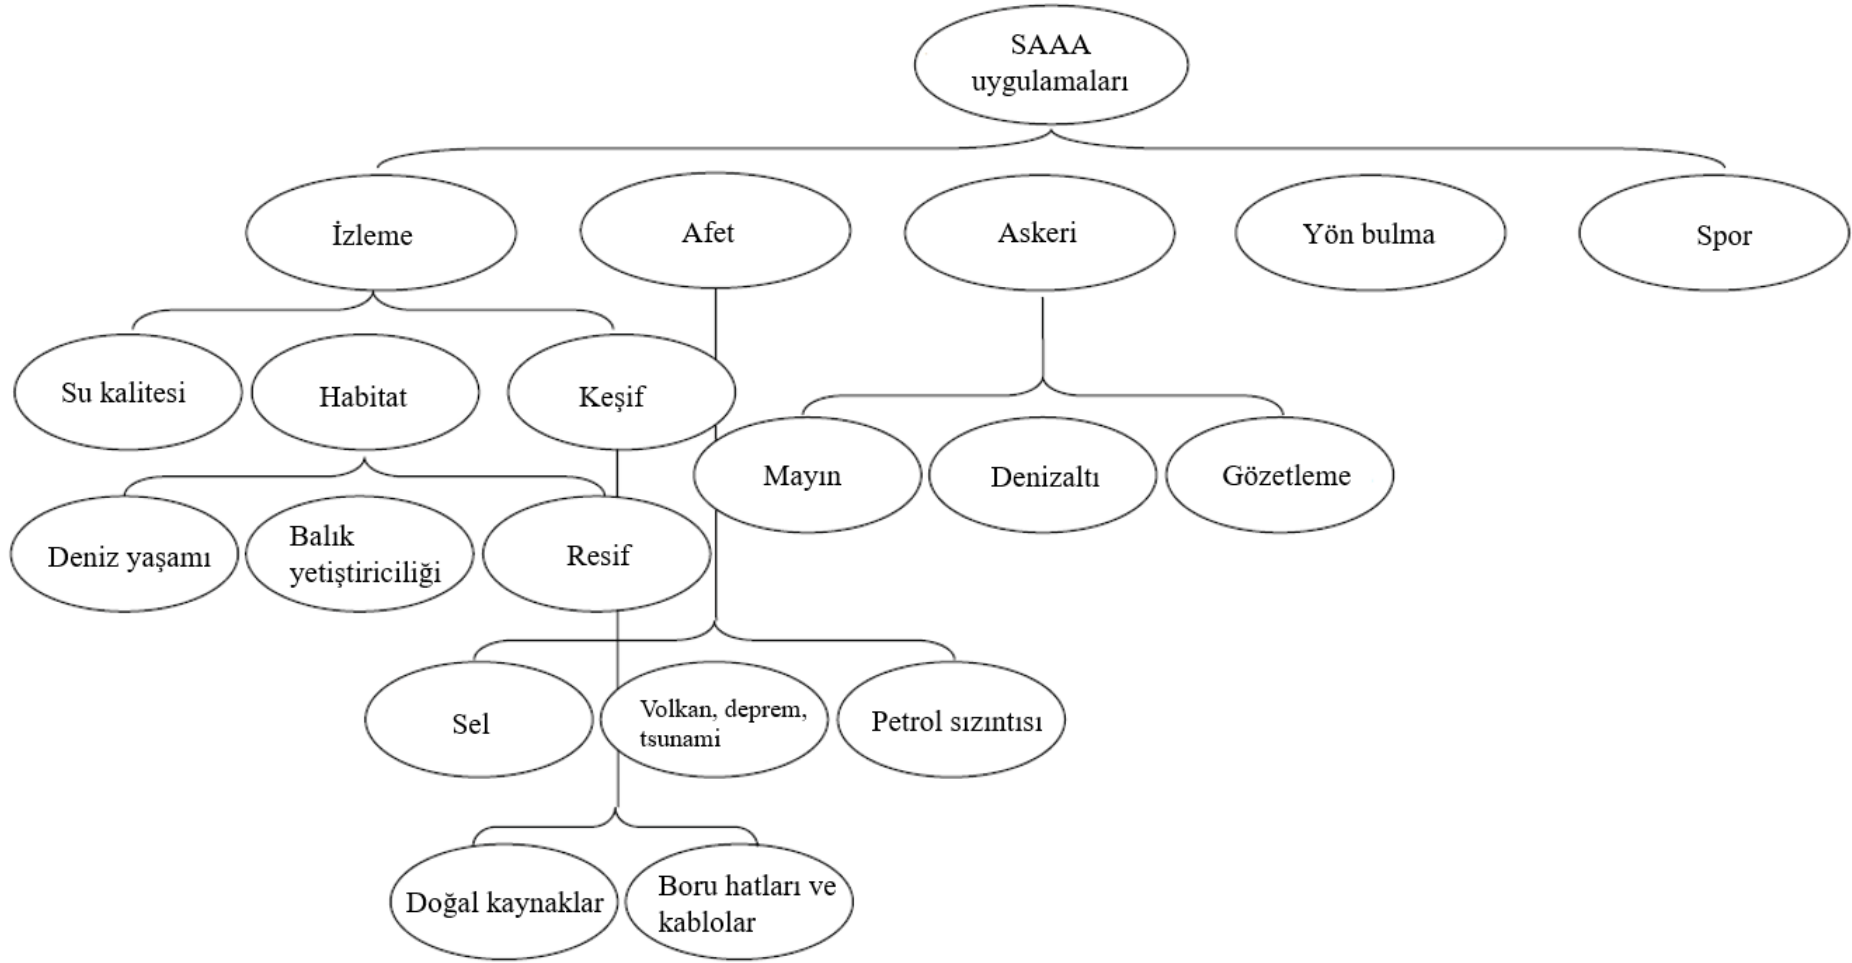 SAAA
uygulamaları
İzleme
Afet
Askeri
Yön bulma
Spor
Su kalitesi
Habitat
Keşif
Mayın
Denizaltı
Gözetleme
Deniz yaşamı
Balık
yetiştiriciliği
Resif
Sel
Volkan, deprem,
tsunami
Petrol sızıntısı
Doğal kaynaklar
Boru hatları ve
kablolar